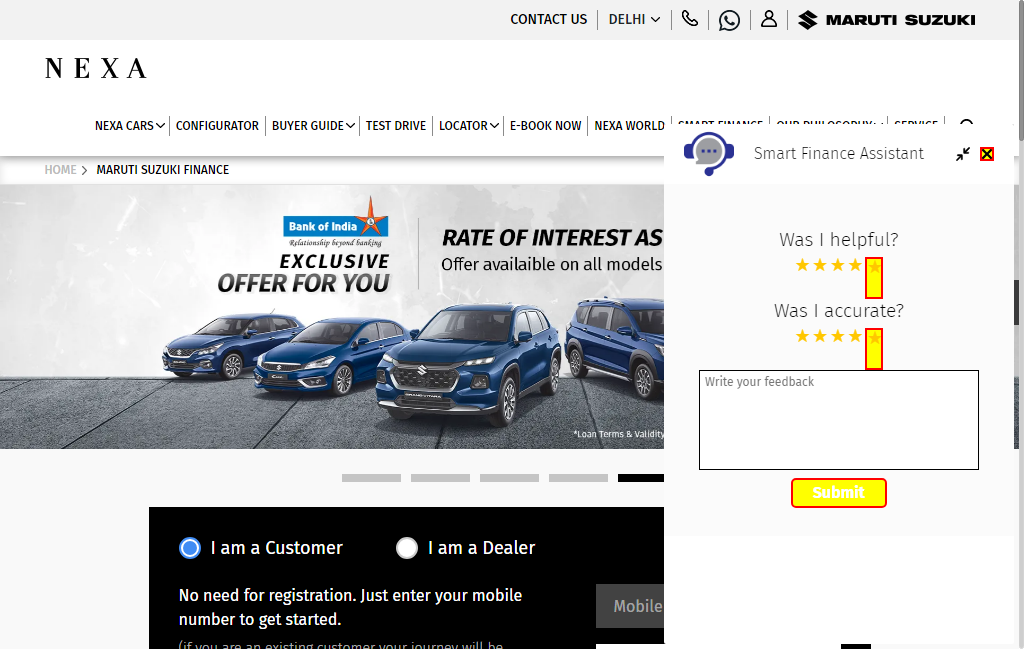 CONTACT US
DELHI
MARUTI SUZUKI
NEXA
NEXA CARS
CONFIGURATOR
BUYER GUIDE
TEST DRIVE
LOCATOR
E-BOOK NOW
NEXA WORLD
SMART FINANCE
OUR PHILOSOPHY
SERVICE
HOME
MARUTI SUZUKI FINANCE
Smart Finance Assistant
Bank of India
Relationship beyond banking
EXCLUSIVE
OFFER FOR YOU
RATE OF INTEREST AS
Offer availaible on all models
GRAND VITARA
*Loan Terms & Validity
Was I helpful?
Was I accurate?
Write your feedback
Submit
I am a Customer
I am a Dealer
No need for registration. Just enter your mobile
number to get started.
(if you are an existing customer your journey will be
Mobile